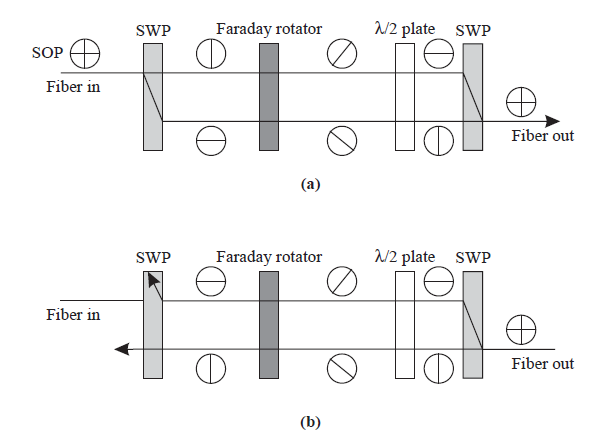 SWP Faraday rotator λ/2 plate SWP
SOP
Fiber in
Fiber out
(a)
SWP Faraday rotator λ/2 plate SWP
Fiber in
Fiber out
(b)